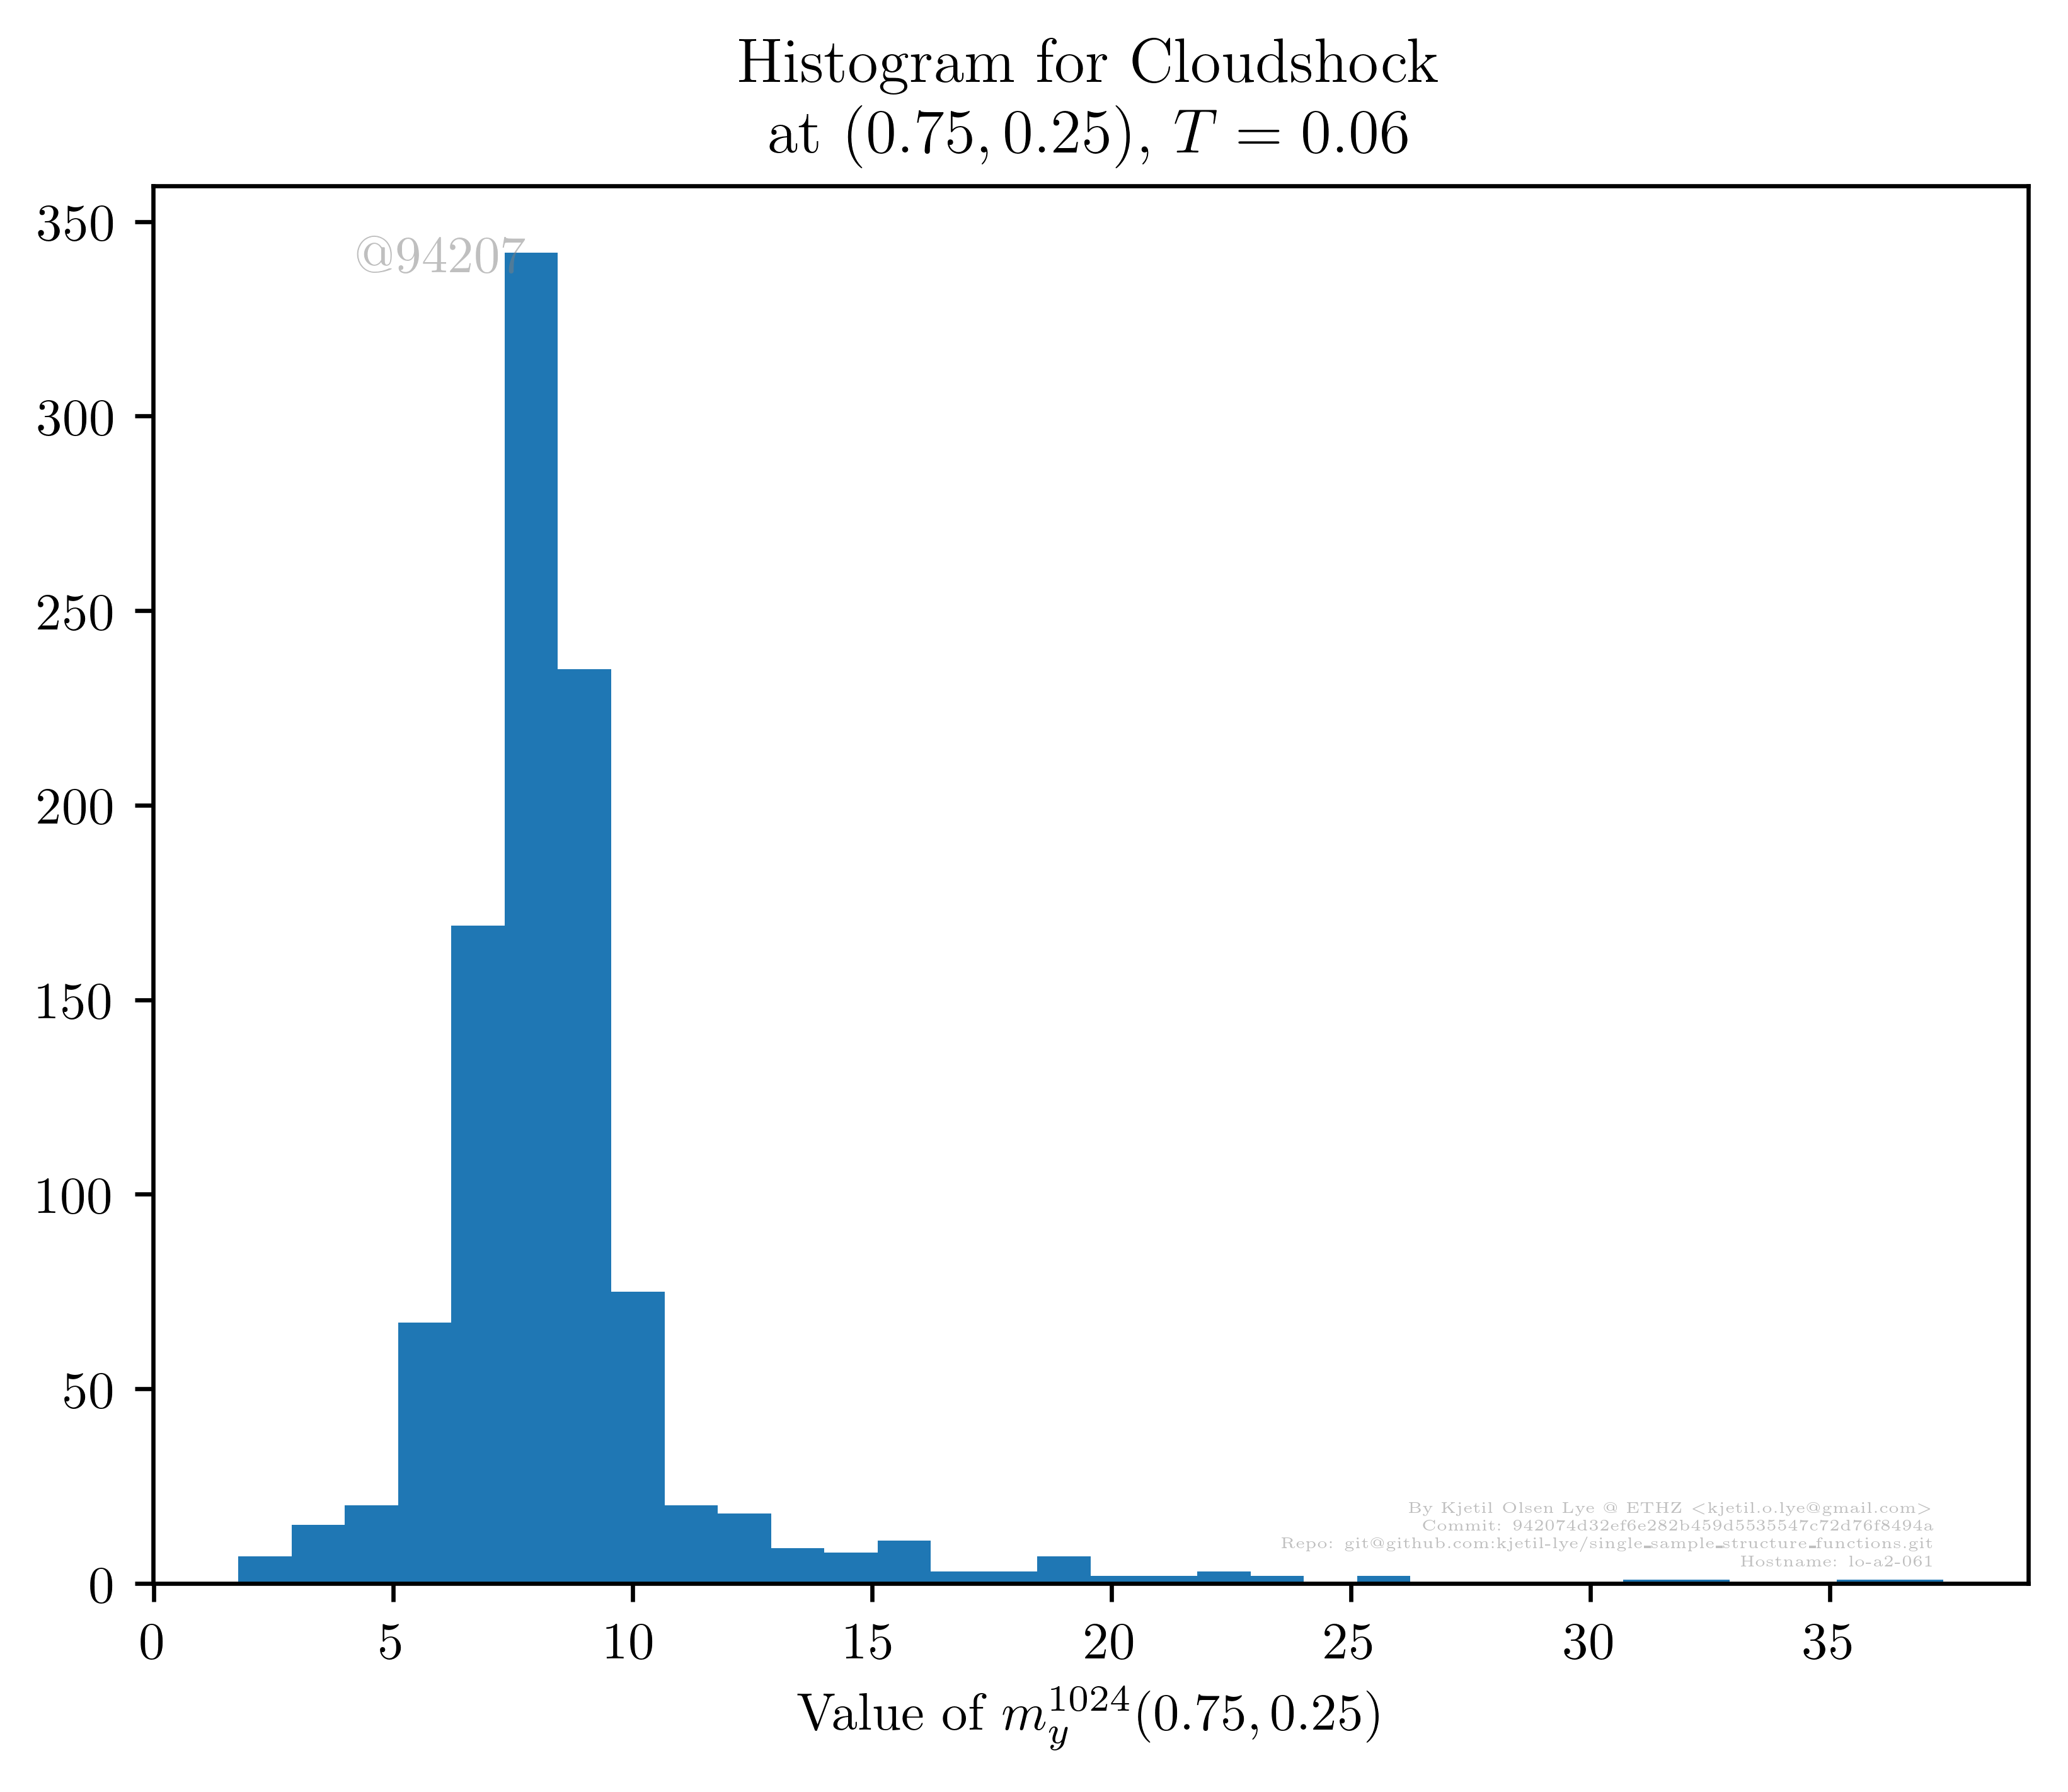 Histogram for Cloudshock
at (0.75, 0.25), T = 0.06
350
300
250
200
150
100
50
0
©94207
By Kjetil Olsen Lye @ ETHZ <kjetil.o.lye@gmail.com>
Commit: 942074d32ef6e282b459d5535547c72d76f8494a
Repo: git@github.com:kjetil-lye/single_sample_structure_functions.git
Hostname: lo-a2-061
0 5 10 15 20 25 30 35
Value of m_y^1024(0.75, 0.25)